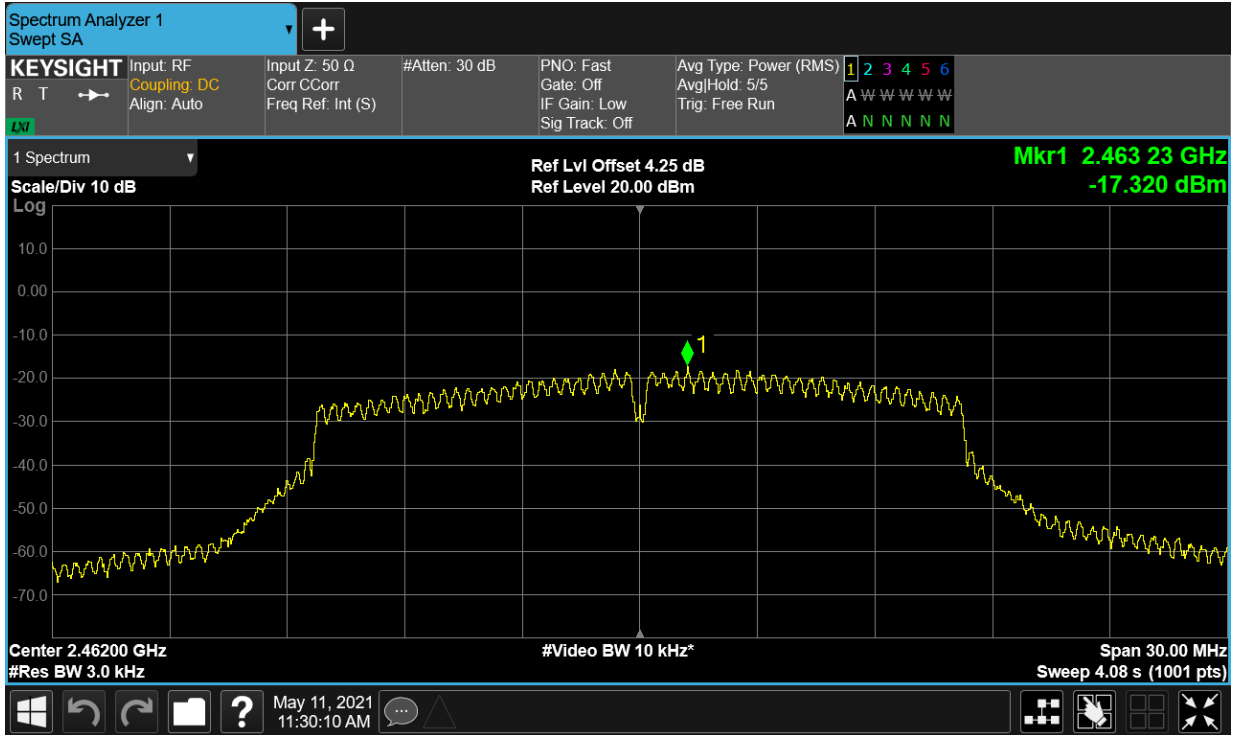 Spectrum Analyzer 1
Swept SA
+
KEYSIGHT
R T
LXI
Input: RF
Coupling: DC
Align: Auto
Input Z: 50 Ω
Corr CCorr
Freq Ref: Int (S)
#Atten: 30 dB
PNO: Fast
Gate: Off
IF Gain: Low
Sig Track: Off
Avg Type: Power (RMS)
Avg|Hold: 5/5
Trig: Free Run
1 2 3 4 5 6
A W W W W W
A N N N N N
1 Spectrum
Scale/Div 10 dB
Log
Ref Lvl Offset 4.25 dB
Ref Level 20.00 dBm
Mkr1 2.463 23 GHz
-17.320 dBm
10.0
0.00
-10.0
-20.0
-30.0
-40.0
-50.0
-60.0
-70.0
1
Center 2.46200 GHz
#Res BW 3.0 kHz
#Video BW 10 kHz*
Span 30.00 MHz
Sweep 4.08 s (1001 pts)
?
May 11, 2021
11:30:10 AM